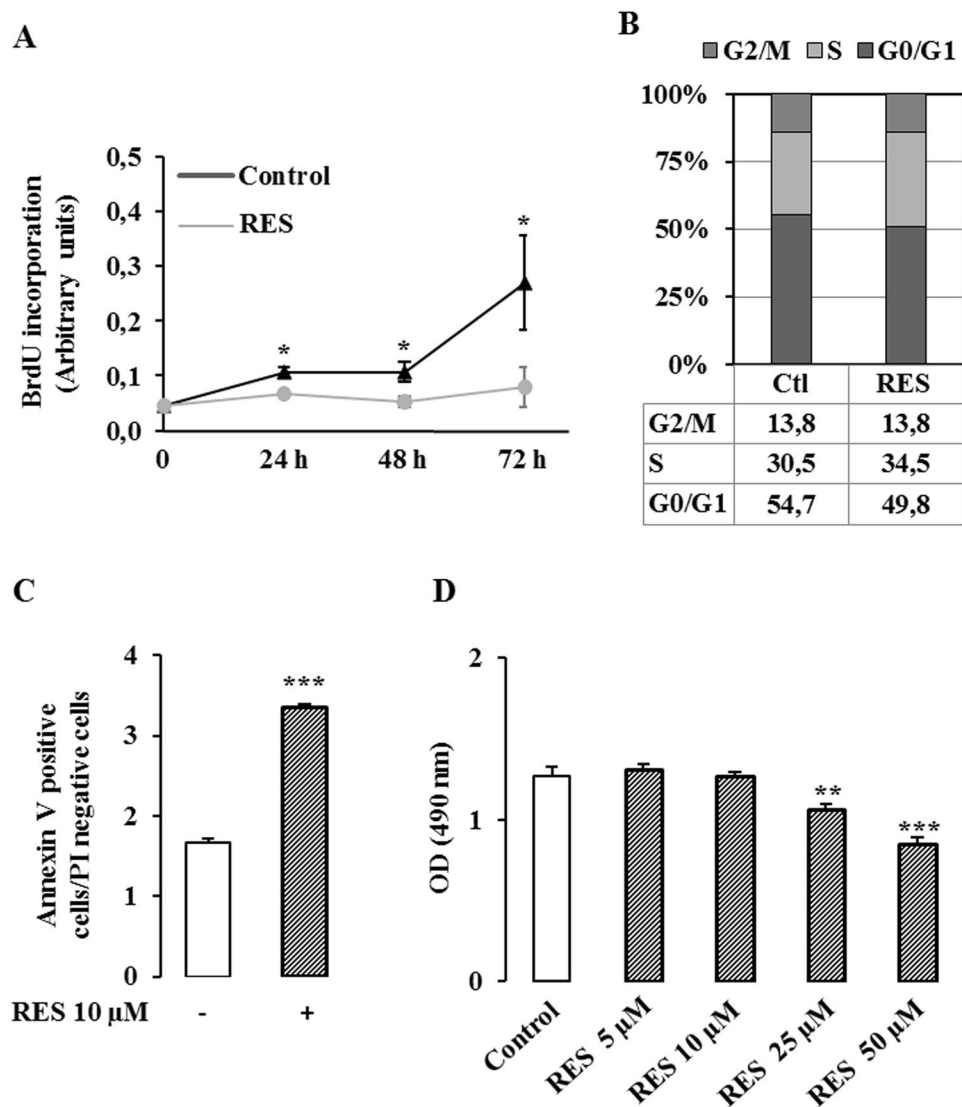 A
BrdU incorporation
(Arbitrary units)
0,5
0,4
0,3
0,2
0,1
0,0
Control
RES
*
*
*
0 24 h 48 h 72 h
B
G2/M S G0/G1
100%
75%
50%
25%
0%
Ctl RES
G2/M 13,8 13,8
S 30,5 34,5
G0/G1 54,7 49,8
C
Annexin V positive
cells/PI negative cells
4
3
2
1
0
***
RES 10 µM - +
D
OD (490 nm)
2
1
0
**
***
Control
RES 5 µM
RES 10 µM
RES 25 µM
RES 50 µM